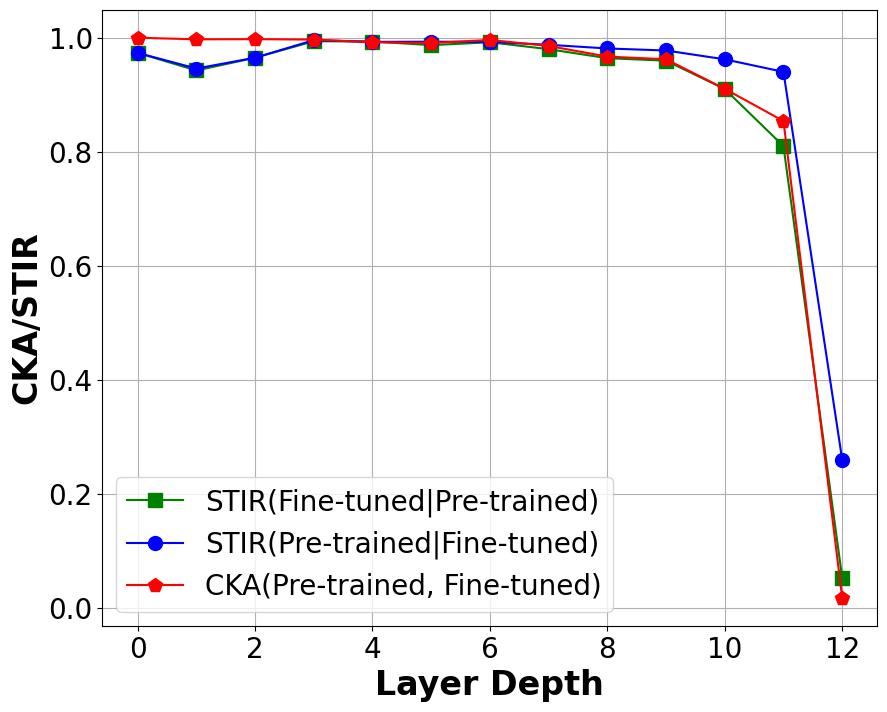 CKA/STIR
1.0
0.8
0.6
0.4
0.2
0.0
STIR(Fine-tuned|Pre-trained)
STIR(Pre-trained|Fine-tuned)
CKA(Pre-trained, Fine-tuned)
0 2 4 6 8 10 12
Layer Depth